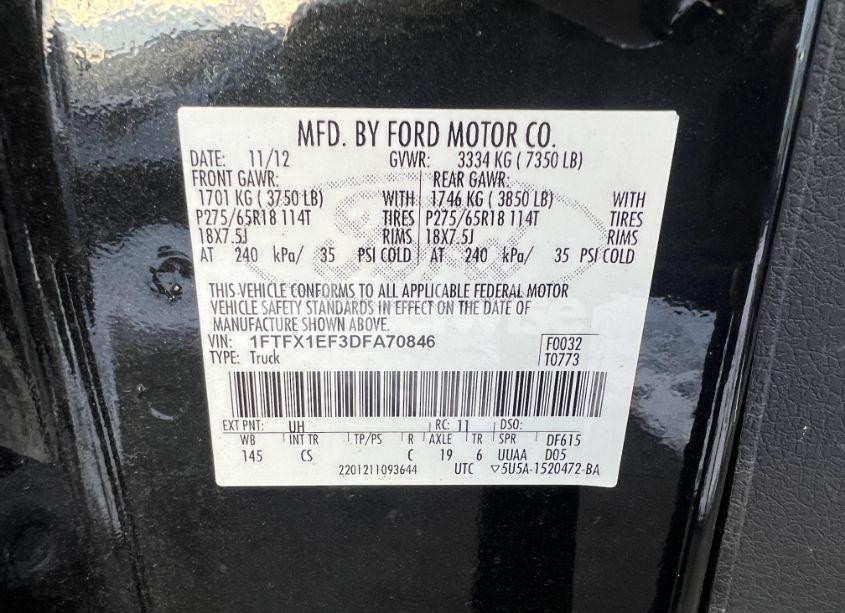 MFD. BY FORD MOTOR CO.
DATE: 11/12 GVWR: 3334 KG ( 7350 LB)
FRONT GAWR: REAR GAWR:
1701 KG ( 3750 LB) WITH 1746 KG ( 3850 LB) WITH
P275/65R18 114T TIRES P275/65R18 114T TIRES
18X7.5J RIMS 18X7.5J RIMS
AT 240 kPa/ 35 PSI COLD AT 240 kPa/ 35 PSI COLD
THIS VEHICLE CONFORMS TO ALL APPLICABLE FEDERAL MOTOR
VEHICLE SAFETY STANDARDS IN EFFECT ON THE DATE OF
MANUFACTURE SHOWN ABOVE.
VIN: 1FTFX1EF3DFA70846 F0032
TYPE: Truck T0773
EXT PNT: UH RC: 11 DSO:
WB INT TR TP/PS R AXLE TR SPR DF615
145 CS C 19 6 UUAA D05
2201211093644 UTC ▽5U5A-1520472-BA